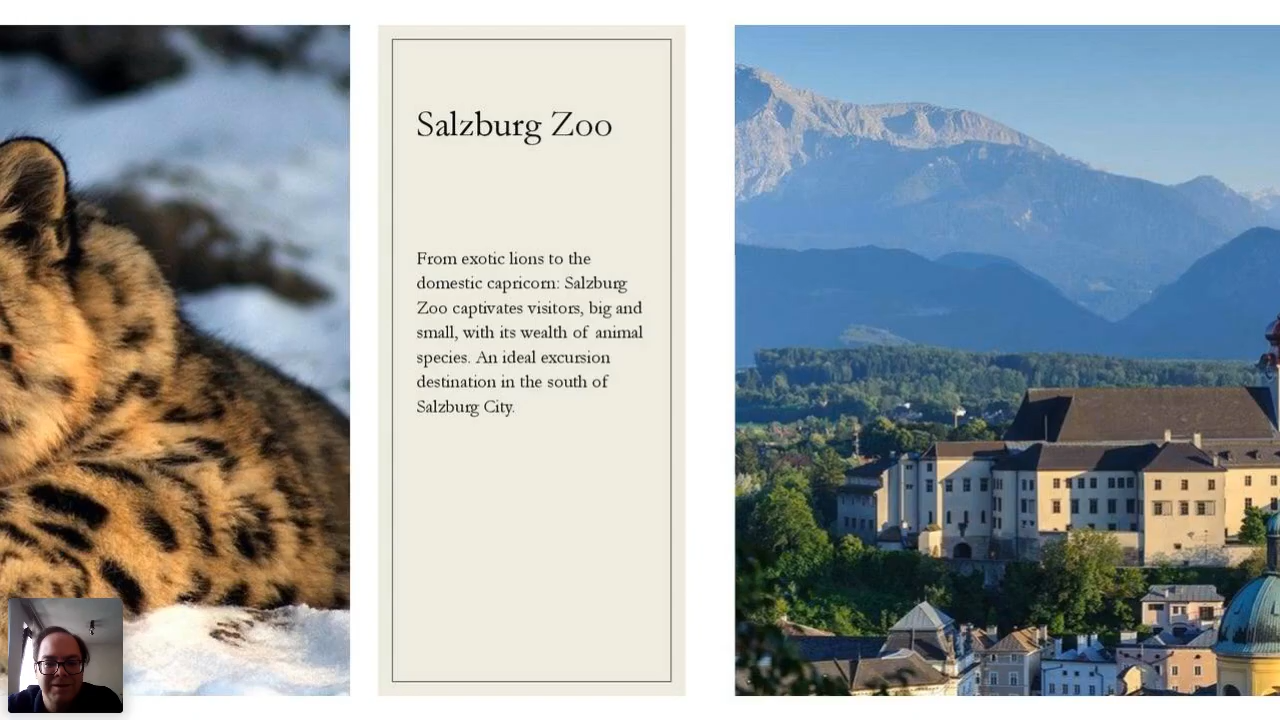 Salzburg Zoo
From exotic lions to the
domestic capricorn: Salzburg
Zoo captivates visitors, big and
small, with its wealth of animal
species. An ideal excursion
destination in the south of
Salzburg City.